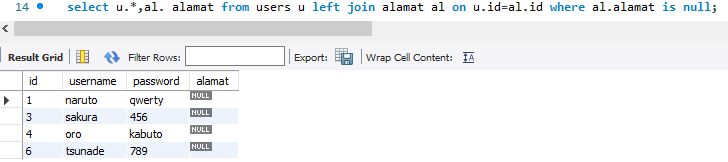 14 select u.*,al. alamat from users u left join alamat al on u.id=al.id where al.alamat is null;
Result Grid Filter Rows: Export: Wrap Cell Content: IA
id username password alamat
1 naruto qwerty NULL
3 sakura 456 NULL
4 oro kabuto NULL
6 tsunade 789 NULL